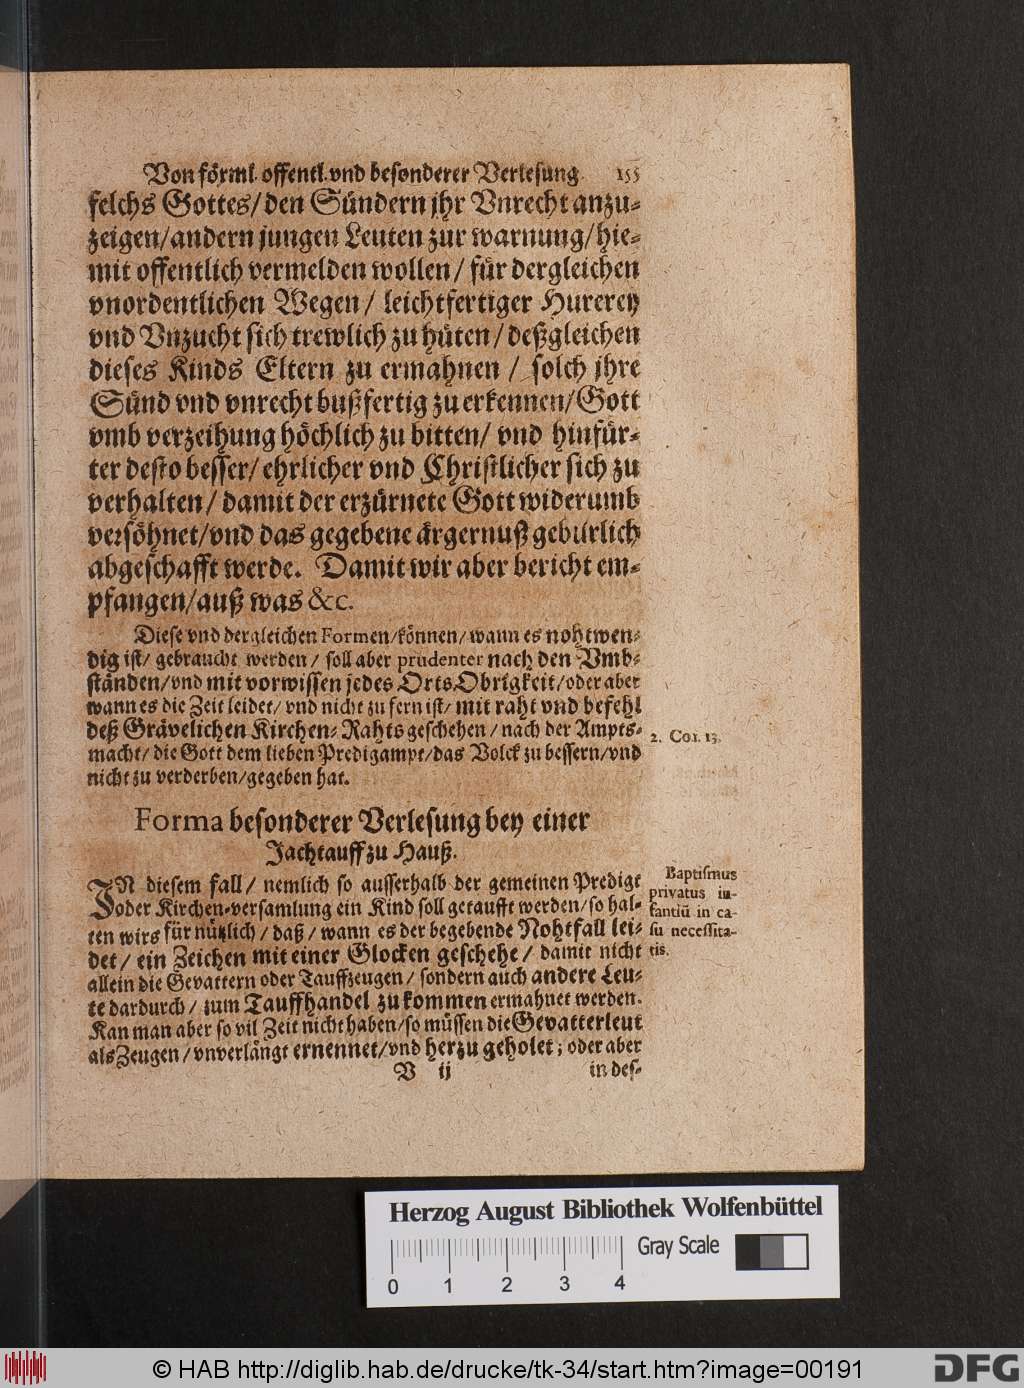 Von förml. offentl. vnd besonderer Verlesung. 155
felchs Gottes/den Sündern jhr Vnrecht anzu-
zeigen/andern jungen Leuten zur warnung/hie-
mit offentlich vermelden wollen/ für dergleichen
vnordentlichen Wegen/ leichtfertiger Hurerey
vnd Vnzucht sich trewlich zu hüten/deßgleichen
dieses Kinds Eltern zu ermahnen / solch jhre
Sünd vnd vnrecht bußfertig zu erkennen/Gott
vmb verzeihung höchlich zu bitten/ vnd hinfür-
ter desto besser/ ehrlicher vnd Christlicher sich zu
verhalten/ damit der erzürnete Gott widerumb
versöhnet/vnd das gegebene ärgernuß gebürlich
abgeschafft werde. Damit wir aber bericht em-
pfangen/auß was &c.
Diese vnd dergleichen Formen/können/wann es nohtwen-
dig ist/ gebraucht werden/ soll aber prudenter nach den Vmb-
ständen/vnd mit vorwissen jedes Orts Obrigkeit/oder aber
wann es die Zeit leidet/ vnd nicht zu fern ist/ mit raht vnd befehl
deß Grävelichen Kirchen-Rahts geschehen/ nach der Ampts-
macht/ die Gott dem lieben Predigampt/das Volck zu bessern/vnd
nicht zu verderben/gegeben hat.
2. Cor. 13.
Forma besonderer Verlesung bey einer
Jachtauff zu Hauß.
IN diesem fall/ nemlich so ausserhalb der gemeinen Predigt
oder Kirchen-versamlung ein Kind soll getaufft werden/so hal-
ten wirs für nützlich/ daß/ wann es der begebende Nohtfall lei-
det/ ein Zeichen mit einer Glocken geschehe/ damit nicht
allein die Gevattern oder Tauffzeugen/ sondern auch andere Leu-
te dardurch/ zum Tauffhandel zu kommen ermahnet werden.
Kan man aber so vil Zeit nicht haben/so müssen die Gevatterleut
als Zeugen/vnverlängt ernennet/vnd herzu geholet; oder aber
Baptismus
privatus in-
fantiū in ca-
su necessita-
tis.
V ij in des-
Herzog August Bibliothek Wolfenbüttel
0 1 2 3 4 Gray Scale
© HAB http://diglib.hab.de/drucke/tk-34/start.htm?image=00191
DFG